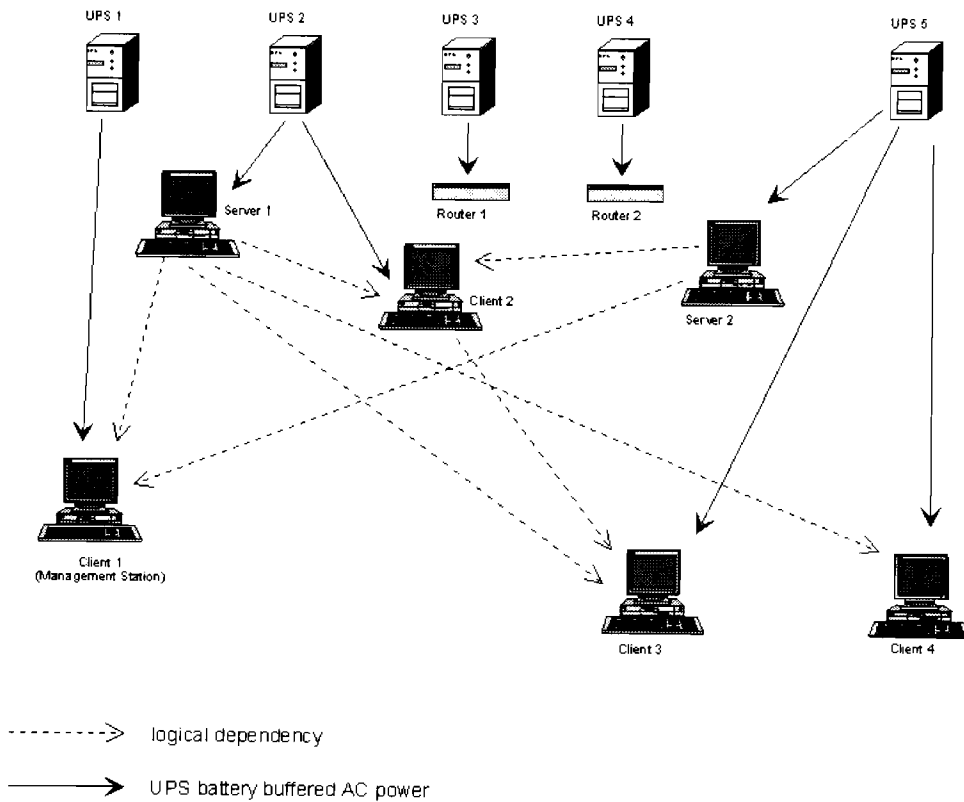 UPS 1
UPS 2
UPS 3
UPS 4
UPS 5
Server 1
Router 1
Router 2
Client 2
Server 2
Client 1
(Management Station)
Client 3
Client 4
logical dependency
UPS battery buffered AC power